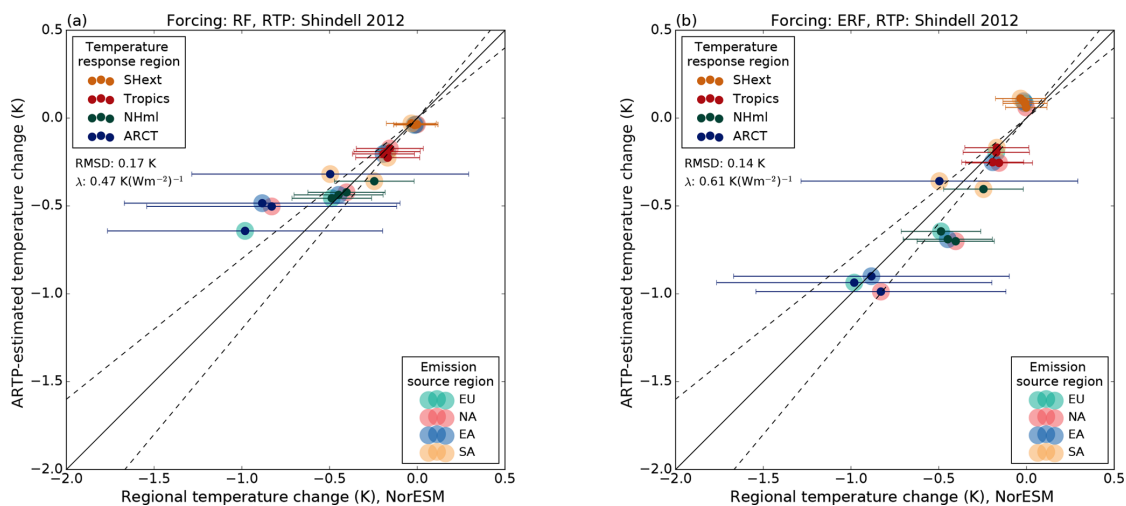 (a) Forcing: RF, RTP: Shindell 2012
0.5
0.0
−0.5
−1.0
−1.5
−2.0
ARTP-estimated temperature change (K)
Temperature
response region
SHext
Tropics
NHml
ARCT
RMSD: 0.17 K
λ: 0.47 K(Wm⁻²)⁻¹
Emission
source region
EU
NA
EA
SA
−2.0 −1.5 −1.0 −0.5 0.0 0.5
Regional temperature change (K), NorESM
(b) Forcing: ERF, RTP: Shindell 2012
0.5
0.0
−0.5
−1.0
−1.5
−2.0
ARTP-estimated temperature change (K)
Temperature
response region
SHext
Tropics
NHml
ARCT
RMSD: 0.14 K
λ: 0.61 K(Wm⁻²)⁻¹
Emission
source region
EU
NA
EA
SA
−2.0 −1.5 −1.0 −0.5 0.0 0.5
Regional temperature change (K), NorESM